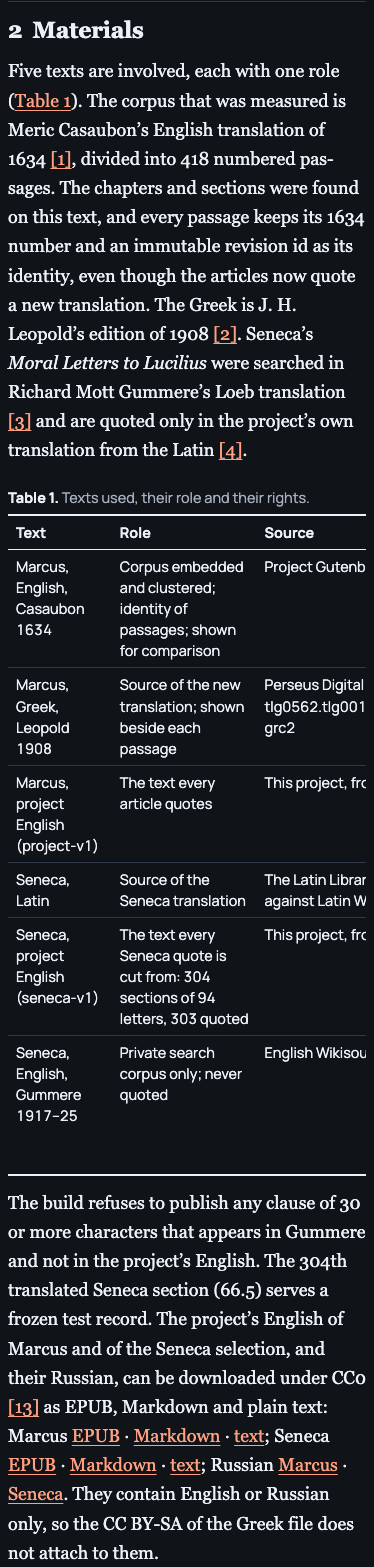 2 Materials
Five texts are involved, each with one role
(Table 1). The corpus that was measured is
Meric Casaubon’s English translation of
1634 [1], divided into 418 numbered pas-
sages. The chapters and sections were found
on this text, and every passage keeps its 1634
number and an immutable revision id as its
identity, even though the articles now quote
a new translation. The Greek is J. H.
Leopold’s edition of 1908 [2]. Seneca’s
Moral Letters to Lucilius were searched in
Richard Mott Gummere’s Loeb translation
[3] and are quoted only in the project’s own
translation from the Latin [4].
Table 1. Texts used, their role and their rights.
Text Role Source
Marcus, Corpus embedded Project Gutenb
English, and clustered;
Casaubon identity of
1634 passages; shown
for comparison
Marcus, Source of the new Perseus Digital
Greek, translation; shown tlg0562.tlg001
Leopold beside each grc2
1908 passage
Marcus, The text every This project, fro
project article quotes
English
(project-v1)
Seneca, Source of the The Latin Librar
Latin Seneca translation against Latin W
Seneca, The text every This project, fro
project Seneca quote is
English cut from: 304
(seneca-v1) sections of 94
letters, 303 quoted
Seneca, Private search English Wikisou
English, corpus only; never
Gummere quoted
1917–25
The build refuses to publish any clause of 30
or more characters that appears in Gummere
and not in the project’s English. The 304th
translated Seneca section (66.5) serves a
frozen test record. The project’s English of
Marcus and of the Seneca selection, and
their Russian, can be downloaded under CC0
[13] as EPUB, Markdown and plain text:
Marcus EPUB · Markdown · text; Seneca
EPUB · Markdown · text; Russian Marcus ·
Seneca. They contain English or Russian
only, so the CC BY-SA of the Greek file does
not attach to them.